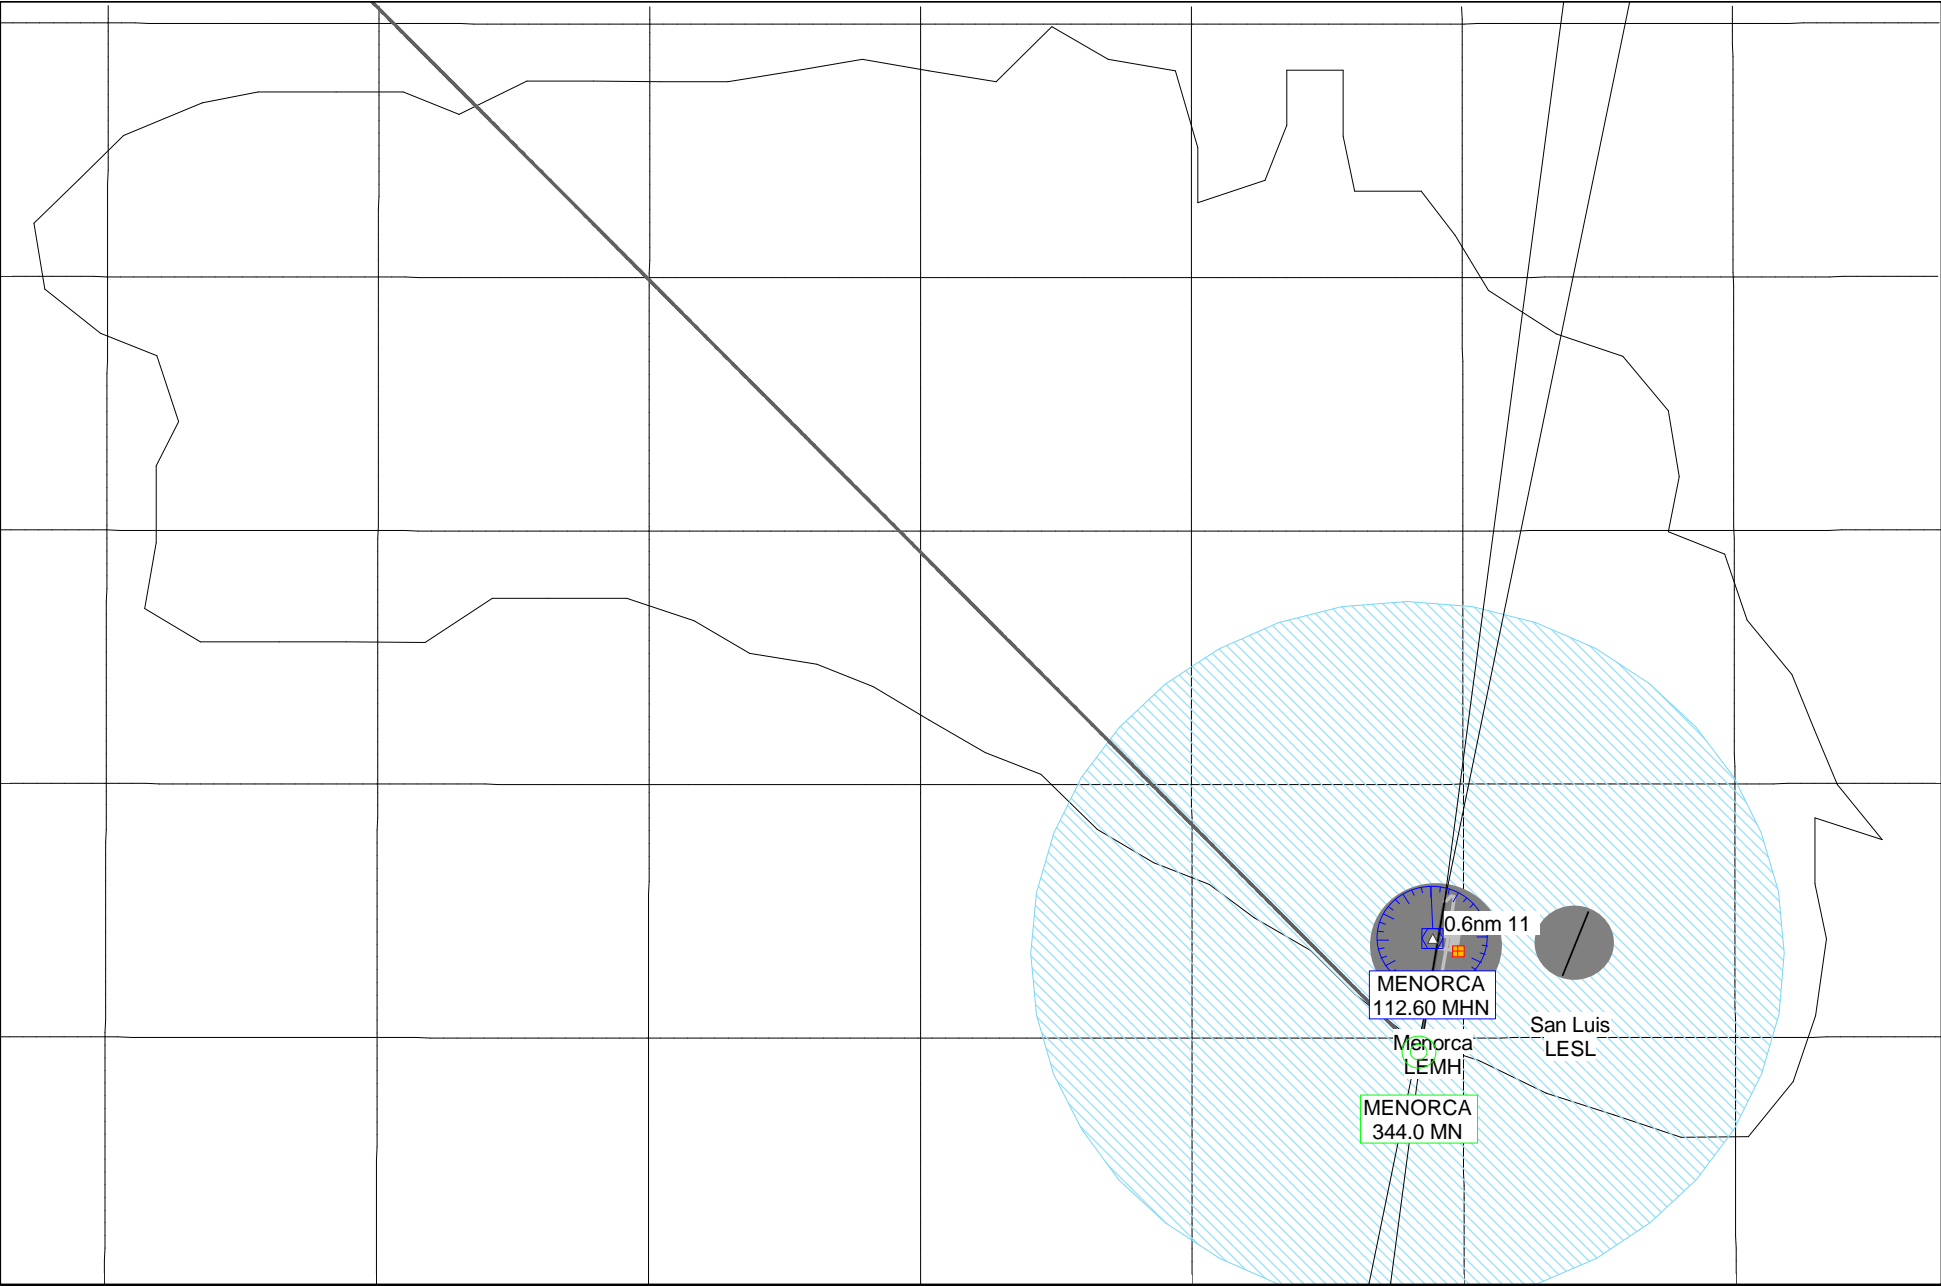 0.6nm 11
MENORCA
112.60 MHN
San Luis
LESL
Menorca
LEMH
MENORCA
344.0 MN